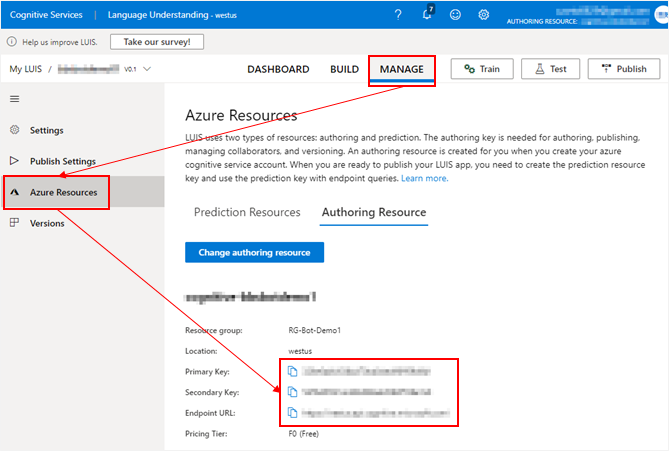 Cognitive Services | Language Understanding - westus ? 7
AUTHORING RESOURCE:
Help us improve LUIS. Take our survey!
My LUIS / V0.1 DASHBOARD BUILD MANAGE Train Test Publish
Azure Resources
LUIS uses two types of resources: authoring and prediction. The authoring key is needed for authoring, publishing,
managing collaborators, and versioning. An authoring resource is created for you when you create your azure
cognitive service account. When you are ready to publish your LUIS app, you need to create the prediction resource
key and use the prediction key with endpoint queries. Learn more.
Settings
Publish Settings
Azure Resources
Versions
Prediction Resources Authoring Resource
Change authoring resource
Resource group: RG-Bot-Demo1
Location: westus
Primary Key:
Secondary Key:
Endpoint URL:
Pricing Tier: F0 (Free)